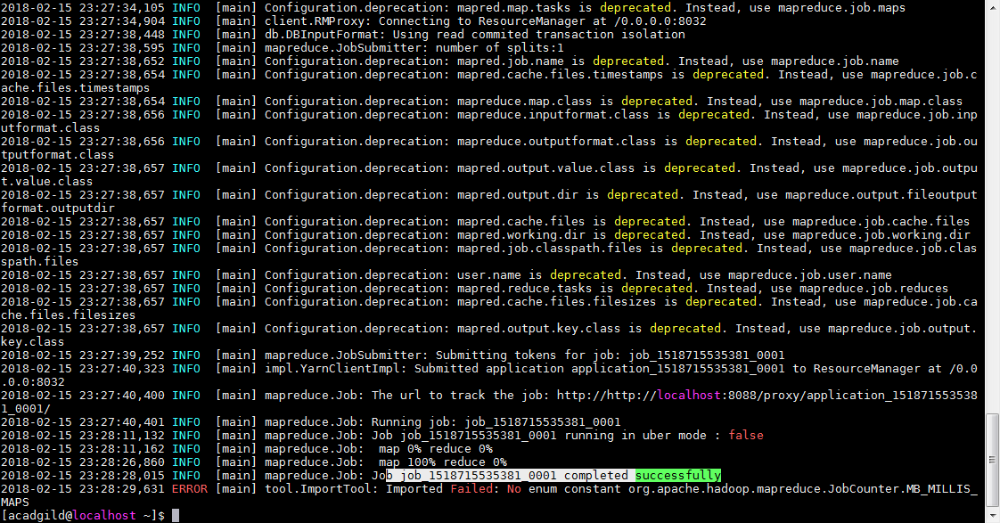 2018-02-15 23:27:34,105 INFO  [main] Configuration.deprecation: mapred.map.tasks is deprecated. Instead, use mapreduce.job.maps
2018-02-15 23:27:34,904 INFO  [main] client.RMProxy: Connecting to ResourceManager at /0.0.0.0:8032
2018-02-15 23:27:38,448 INFO  [main] db.DBInputFormat: Using read commited transaction isolation
2018-02-15 23:27:38,595 INFO  [main] mapreduce.JobSubmitter: number of splits:1
2018-02-15 23:27:38,652 INFO  [main] Configuration.deprecation: mapred.job.name is deprecated. Instead, use mapreduce.job.name
2018-02-15 23:27:38,654 INFO  [main] Configuration.deprecation: mapred.cache.files.timestamps is deprecated. Instead, use mapreduce.job.c
ache.files.timestamps
2018-02-15 23:27:38,654 INFO  [main] Configuration.deprecation: mapreduce.map.class is deprecated. Instead, use mapreduce.job.map.class
2018-02-15 23:27:38,656 INFO  [main] Configuration.deprecation: mapreduce.inputformat.class is deprecated. Instead, use mapreduce.job.inp
utformat.class
2018-02-15 23:27:38,656 INFO  [main] Configuration.deprecation: mapreduce.outputformat.class is deprecated. Instead, use mapreduce.job.ou
tputformat.class
2018-02-15 23:27:38,657 INFO  [main] Configuration.deprecation: mapred.output.value.class is deprecated. Instead, use mapreduce.job.outpu
t.value.class
2018-02-15 23:27:38,657 INFO  [main] Configuration.deprecation: mapred.output.dir is deprecated. Instead, use mapreduce.output.fileoutput
format.outputdir
2018-02-15 23:27:38,657 INFO  [main] Configuration.deprecation: mapred.cache.files is deprecated. Instead, use mapreduce.job.cache.files
2018-02-15 23:27:38,657 INFO  [main] Configuration.deprecation: mapred.working.dir is deprecated. Instead, use mapreduce.job.working.dir
2018-02-15 23:27:38,657 INFO  [main] Configuration.deprecation: mapred.job.classpath.files is deprecated. Instead, use mapreduce.job.clas
spath.files
2018-02-15 23:27:38,657 INFO  [main] Configuration.deprecation: user.name is deprecated. Instead, use mapreduce.job.user.name
2018-02-15 23:27:38,657 INFO  [main] Configuration.deprecation: mapred.reduce.tasks is deprecated. Instead, use mapreduce.job.reduces
2018-02-15 23:27:38,657 INFO  [main] Configuration.deprecation: mapred.cache.files.filesizes is deprecated. Instead, use mapreduce.job.ca
che.files.filesizes
2018-02-15 23:27:38,657 INFO  [main] Configuration.deprecation: mapred.output.key.class is deprecated. Instead, use mapreduce.job.output.
key.class
2018-02-15 23:27:39,252 INFO  [main] mapreduce.JobSubmitter: Submitting tokens for job: job_1518715535381_0001
2018-02-15 23:27:40,323 INFO  [main] impl.YarnClientImpl: Submitted application application_1518715535381_0001 to ResourceManager at /0.0
.0.0:8032
2018-02-15 23:27:40,400 INFO  [main] mapreduce.Job: The url to track the job: http://http://localhost:8088/proxy/application_151871553538
1_0001/
2018-02-15 23:27:40,401 INFO  [main] mapreduce.Job: Running job: job_1518715535381_0001
2018-02-15 23:28:11,132 INFO  [main] mapreduce.Job: Job job_1518715535381_0001 running in uber mode : false
2018-02-15 23:28:11,162 INFO  [main] mapreduce.Job:  map 0% reduce 0%
2018-02-15 23:28:26,860 INFO  [main] mapreduce.Job:  map 100% reduce 0%
2018-02-15 23:28:28,015 INFO  [main] mapreduce.Job: Job job_1518715535381_0001 completed successfully
2018-02-15 23:28:29,631 ERROR [main] tool.ImportTool: Imported Failed: No enum constant org.apache.hadoop.mapreduce.JobCounter.MB_MILLIS_
MAPS
[acadgild@localhost ~]$